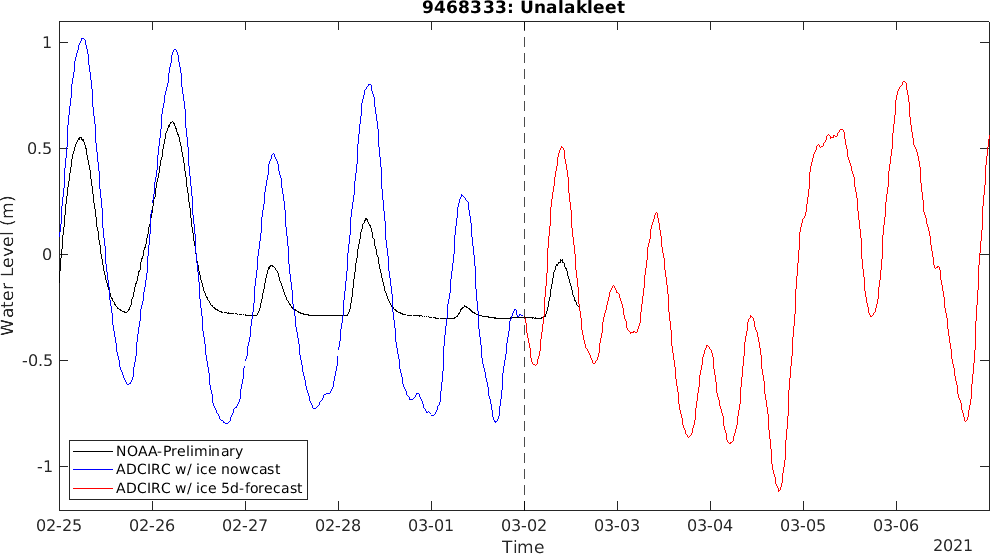 9468333: Unalakleet
Water Level (m)
1
0.5
0
-0.5
-1
NOAA-Preliminary
ADCIRC w/ ice nowcast
ADCIRC w/ ice 5d-forecast
02-25 02-26 02-27 02-28 03-01 03-02 03-03 03-04 03-05 03-06
Time
2021